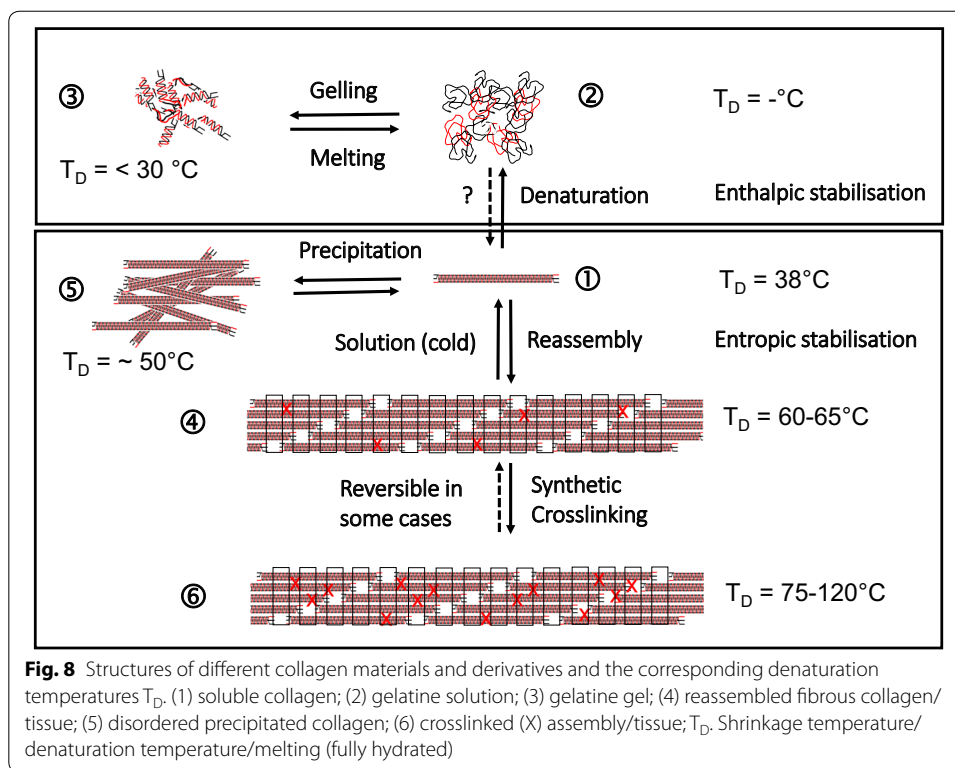 ③
Gelling
②
T_D = -°C
Melting
T_D = < 30 °C
?
Denaturation
Enthalpic stabilisation
Precipitation
⑤
①
T_D = 38°C
Solution (cold)
Reassembly
Entropic stabilisation
T_D = ~ 50°C
④
X X X X X
T_D = 60-65°C
Reversible in
some cases
Synthetic
Crosslinking
⑥
X X X X X X X X X X X X X X X
T_D = 75-120°C
Fig. 8 Structures of different collagen materials and derivatives and the corresponding denaturation
temperatures T_D. (1) soluble collagen; (2) gelatine solution; (3) gelatine gel; (4) reassembled fibrous collagen/
tissue; (5) disordered precipitated collagen; (6) crosslinked (X) assembly/tissue; T_D. Shrinkage temperature/
denaturation temperature/melting (fully hydrated)